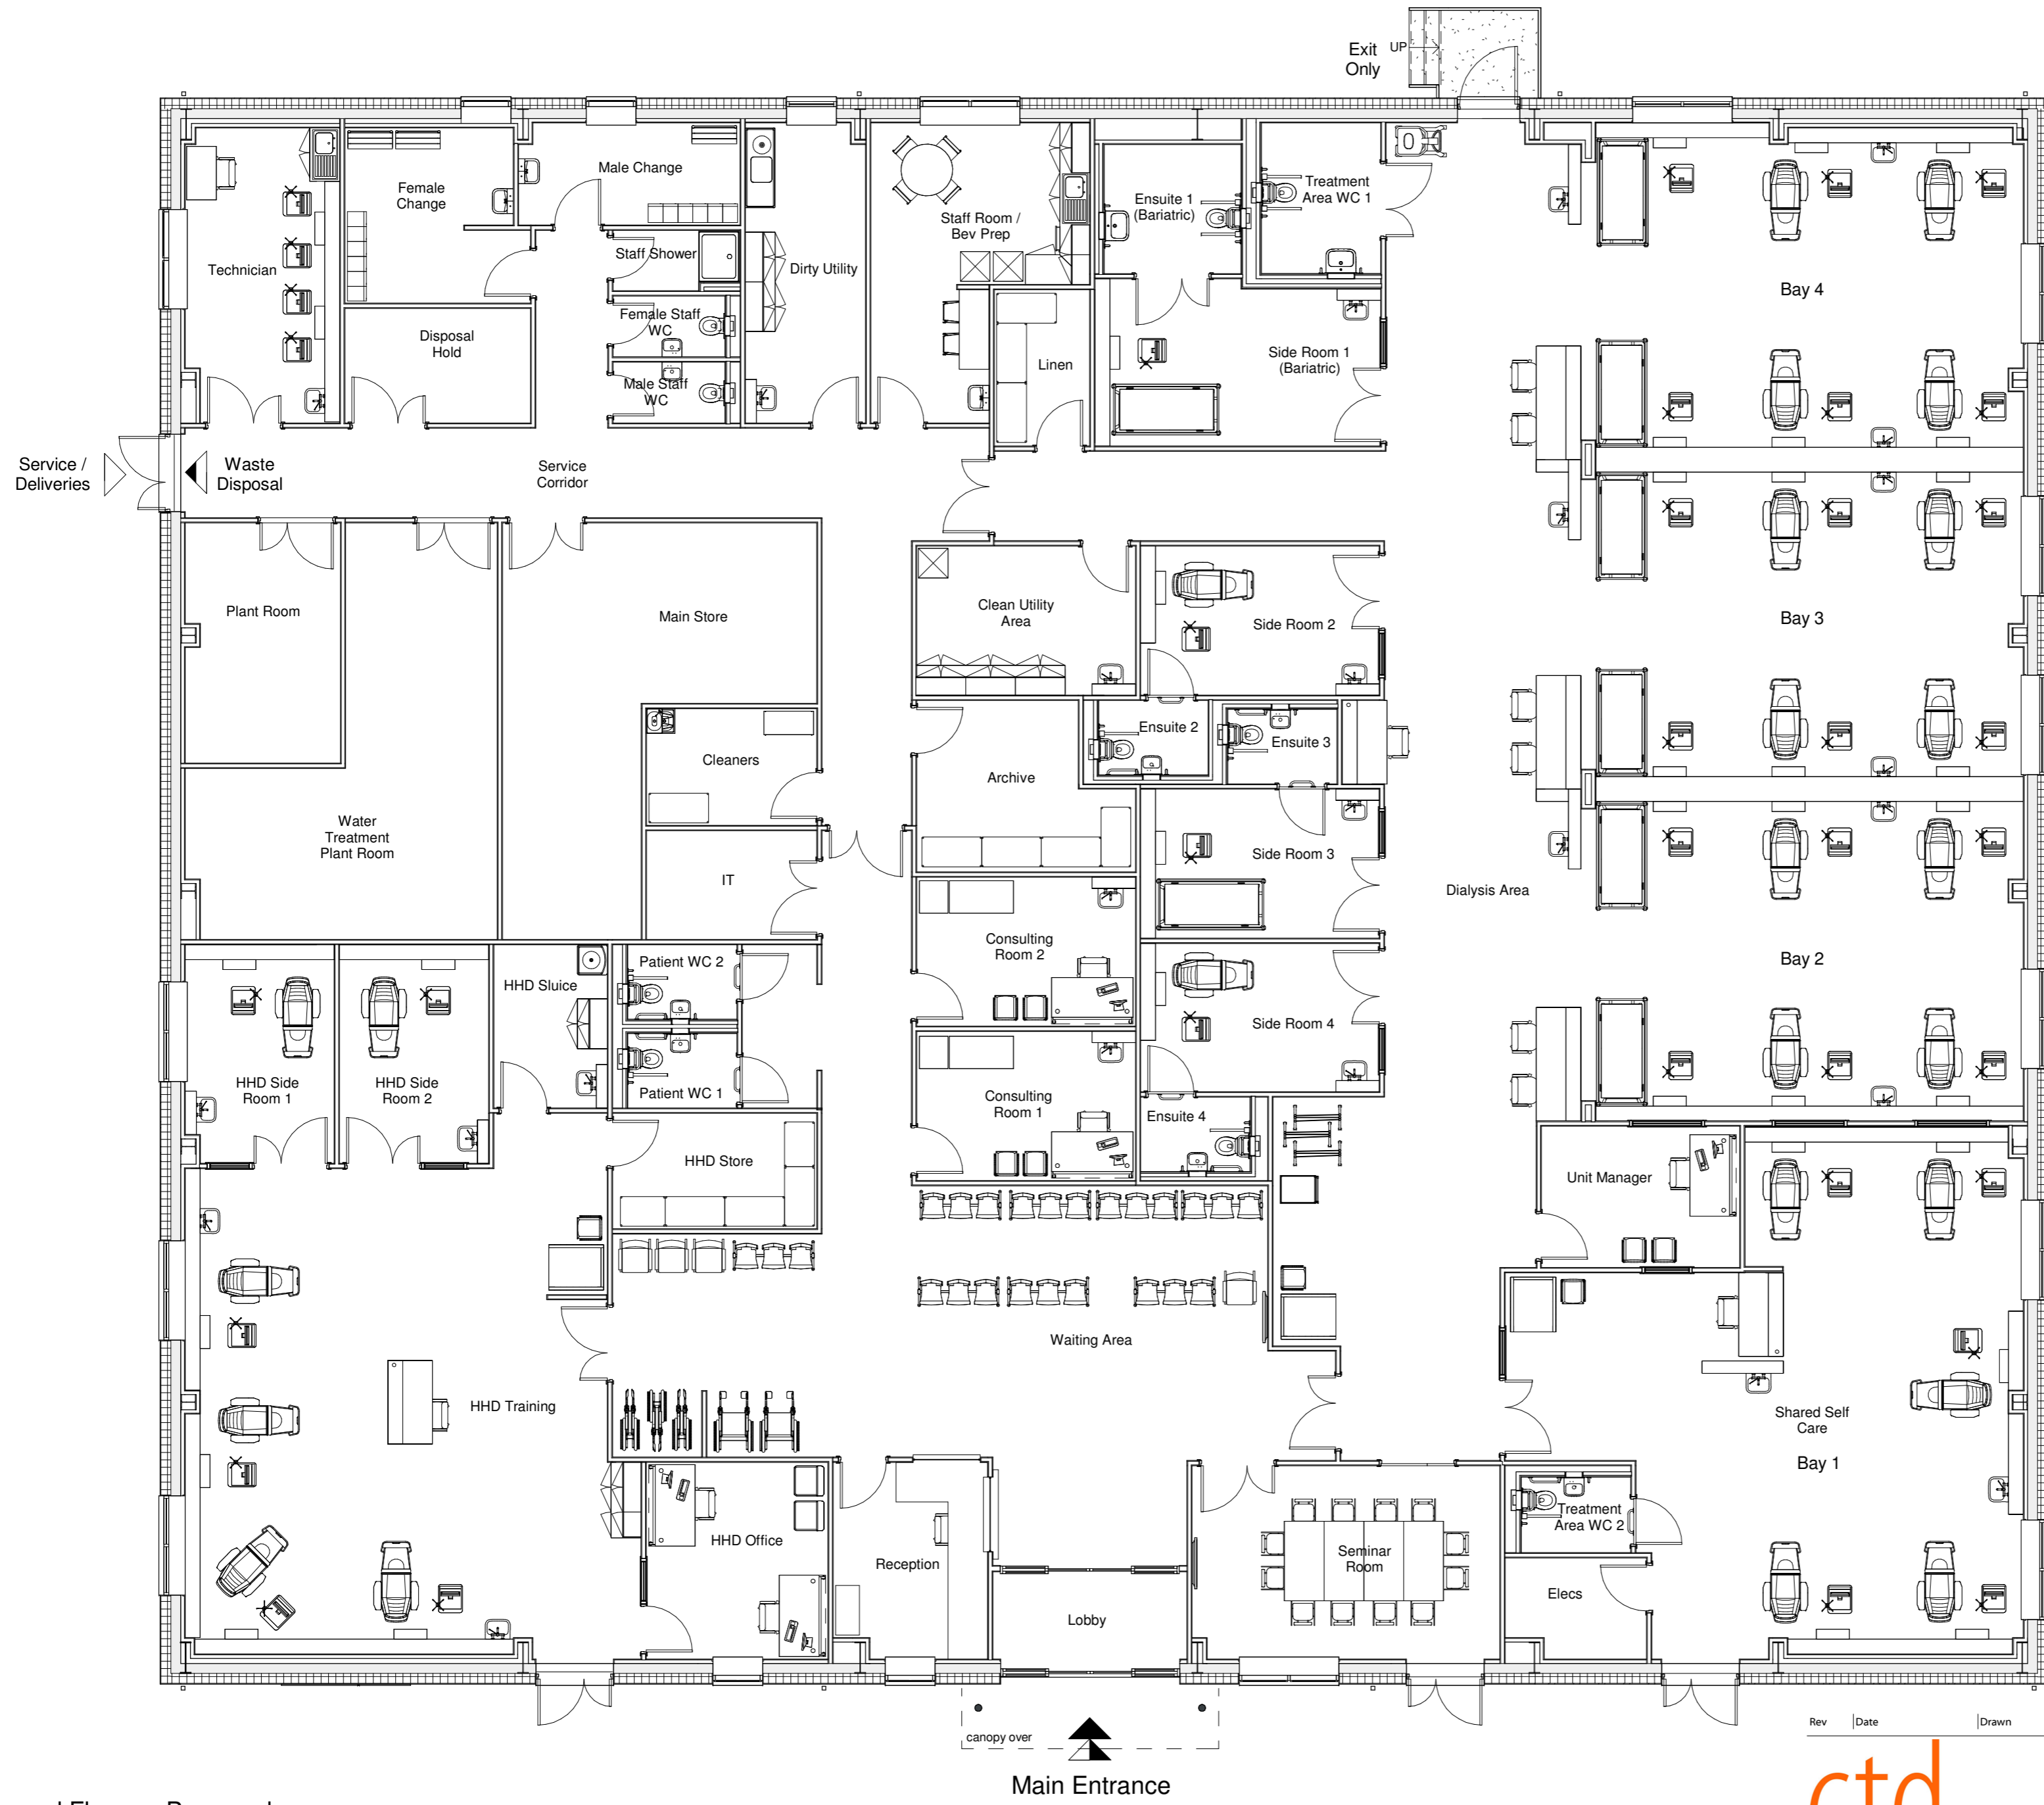 Exit
Only
UP
Female
Change
Male Change
Staff Shower
Female Staff
WC
Male Staff
WC
Technician
Disposal
Hold
Dirty Utility
Staff Room /
Bev Prep
Linen
Ensuite 1
(Bariatric)
Treatment
Area WC 1
Side Room 1
(Bariatric)
Bay 4
Service /
Deliveries
Waste
Disposal
Service
Corridor
Plant Room
Main Store
Clean Utility
Area
Side Room 2
Bay 3
Cleaners
Ensuite 2
Ensuite 3
Archive
Water
Treatment
Plant Room
IT
Side Room 3
Dialysis Area
Bay 2
Consulting
Room 2
Patient WC 2
HHD Sluice
Side Room 4
HHD Side
Room 1
HHD Side
Room 2
Patient WC 1
Consulting
Room 1
Ensuite 4
HHD Store
Unit Manager
Waiting Area
HHD Training
Shared Self
Care
Bay 1
HHD Office
Reception
Seminar
Room
Treatment
Area WC 2
Elecs
Lobby
canopy over
Main Entrance
Rev
Date
Drawn
ctd